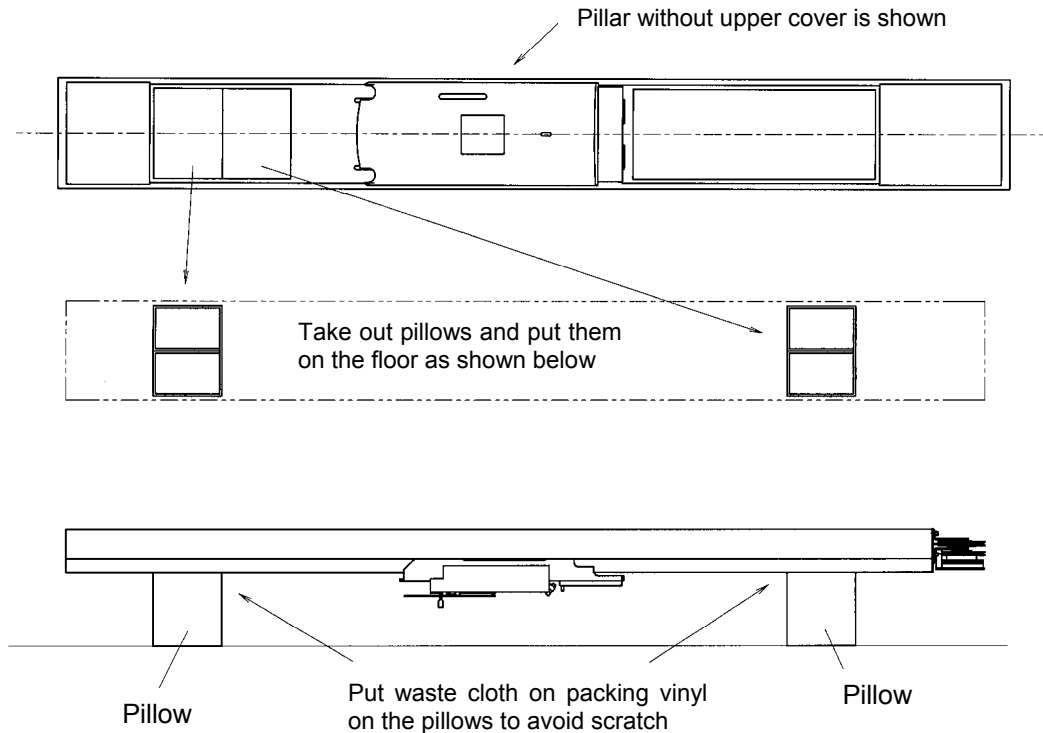 Pillar without upper cover is shown
Take out pillows and put them
on the floor as shown below
Put waste cloth on packing vinyl
on the pillows to avoid scratch
Pillow
Pillow